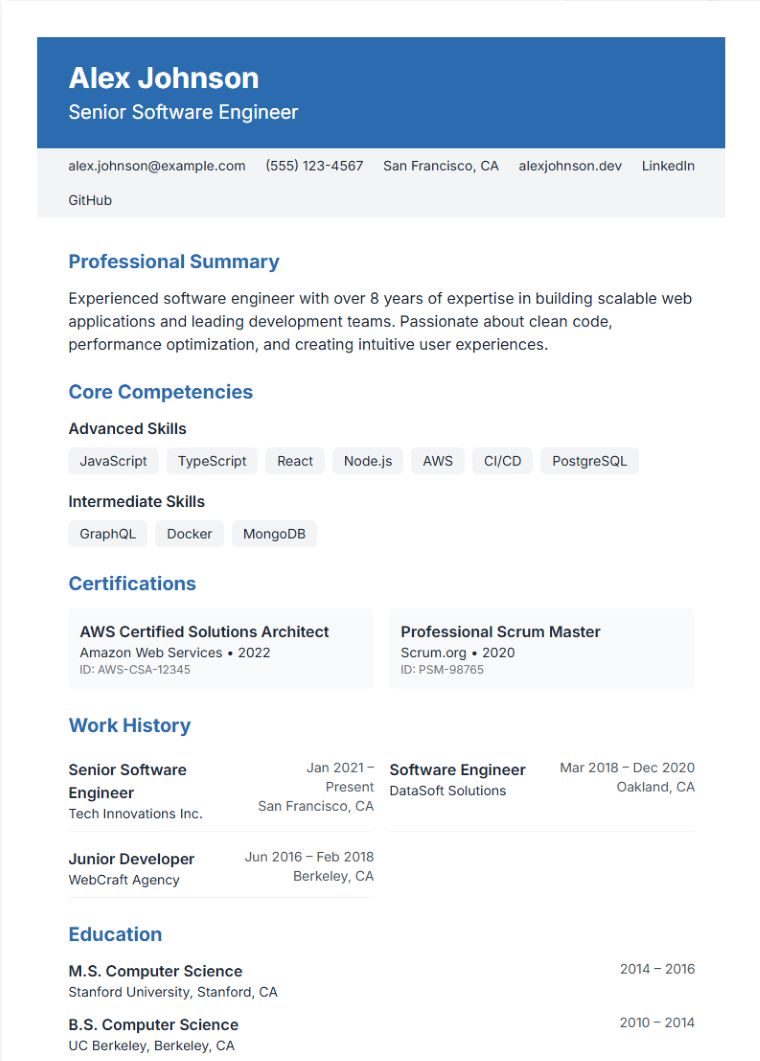 Alex Johnson
Senior Software Engineer
alex.johnson@example.com (555) 123-4567 San Francisco, CA alexjohnson.dev LinkedIn
GitHub
Professional Summary
Experienced software engineer with over 8 years of expertise in building scalable web
applications and leading development teams. Passionate about clean code,
performance optimization, and creating intuitive user experiences.
Core Competencies
Advanced Skills
JavaScript TypeScript React Node.js AWS CI/CD PostgreSQL
Intermediate Skills
GraphQL Docker MongoDB
Certifications
AWS Certified Solutions Architect
Amazon Web Services • 2022
ID: AWS-CSA-12345
Professional Scrum Master
Scrum.org • 2020
ID: PSM-98765
Work History
Senior Software
Engineer
Tech Innovations Inc.
Jan 2021 –
Present
San Francisco, CA
Software Engineer
DataSoft Solutions
Mar 2018 – Dec 2020
Oakland, CA
Junior Developer
WebCraft Agency
Jun 2016 – Feb 2018
Berkeley, CA
Education
M.S. Computer Science
Stanford University, Stanford, CA
2014 – 2016
B.S. Computer Science
UC Berkeley, Berkeley, CA
2010 – 2014